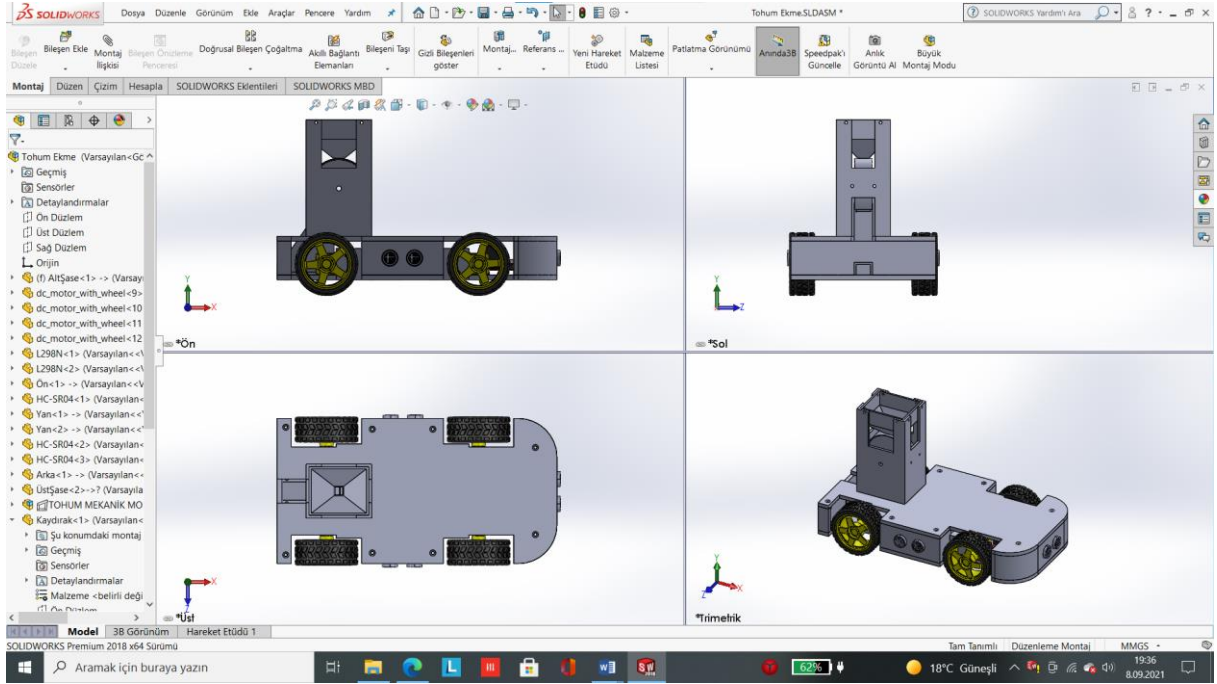 SOLIDWORKS Dosya Düzenle Görünüm Ekle Araçlar Pencere Yardım Tohum Ekme.SLDASM * SOLIDWORKS Yardım'ı Ara
Bileşen Düzele
Bileşen Ekle
Montaj İlişkisi
Bileşen Önizleme Penceresi
Doğrusal Bileşen Çoğaltma
Akıllı Bağlantı Elemanları
Bileşeni Taşı
Gizli Bileşenleri göster
Montaj...
Referans ...
Yeni Hareket Etüdü
Malzeme Listesi
Patlatma Görünümü
Anında3B
Speedpak'ı Güncelle
Anlık Görüntü Al
Büyük Montaj Modu
Montaj Düzen Çizim Hesapla SOLIDWORKS Eklentileri SOLIDWORKS MBD
Tohum Ekme (Varsayılan<Gö
Geçmiş
Sensörler
Detaylandırmalar
Ön Düzlem
Üst Düzlem
Sağ Düzlem
Orijin
(f) AltŞase<1> -> (Varsayı
dc_motor_with_wheel<9>
dc_motor_with_wheel<10
dc_motor_with_wheel<11
dc_motor_with_wheel<12
L298N<1> (Varsayılan<<V
L298N<2> (Varsayılan<<V
Ön<1> -> (Varsayılan<<V
HC-SR04<1> (Varsayılan<
Yan<1> -> (Varsayılan<<
Yan<2> -> (Varsayılan<<
HC-SR04<2> (Varsayılan<
HC-SR04<3> (Varsayılan<
Arka<1> -> (Varsayılan<<
ÜstŞase<2>->? (Varsayıla
TOHUM MEKANİK MO
Kaydırak<1> (Varsayılan<
Şu konumdaki montaj
Geçmiş
Sensörler
Detaylandırmalar
Malzeme <belirli deği
Ön Düzlem
Y
X
*Ön
Y
Z
*Sol
X
Z
*Üst
Y
X
Z
*Trimetrik
Model 3B Görünüm Hareket Etüdü 1
SOLIDWORKS Premium 2018 x64 Sürümü Tam Tanımlı Düzenleme Montaj MMGS
Aramak için buraya yazın 62% 18°C Güneşli 19:36
8.09.2021